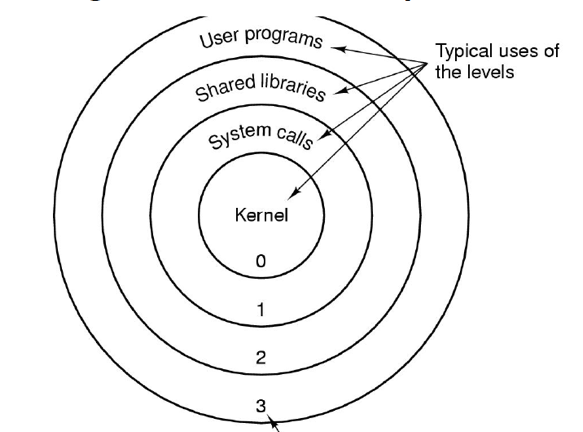 User programs
Typical uses of
the levels
Shared libraries
System calls
Kernel
0
1
2
3